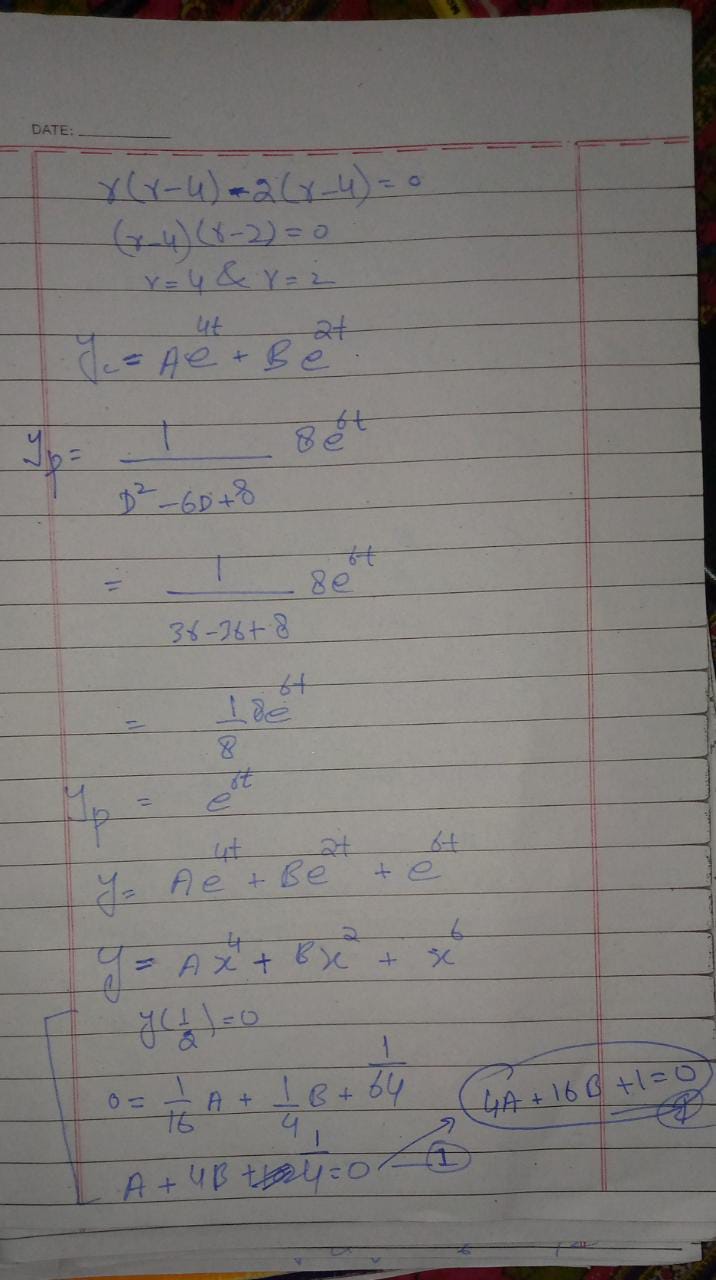 DATE:
r(r-4)-2(r-4)=0
(r-4)(r-2)=0
r=4 & r=2
y_c = Ae^{4t} + Be^{2t}
y_p = \frac{1}{D^2-6D+8} 8e^{6t}
= \frac{1}{36-36+8} 8e^{6t}
= \frac{1}{8} 8e^{6t}
y_p = e^{6t}
y = Ae^{4t} + Be^{2t} + e^{6t}
y = Ax^4 + Bx^2 + x^6
y(\frac{1}{2})=0
0 = \frac{1}{16} A + \frac{1}{4} B + \frac{1}{64}
4A + 16B + 1 = 0
A + 4B + \frac{1}{4} = 0 — ①